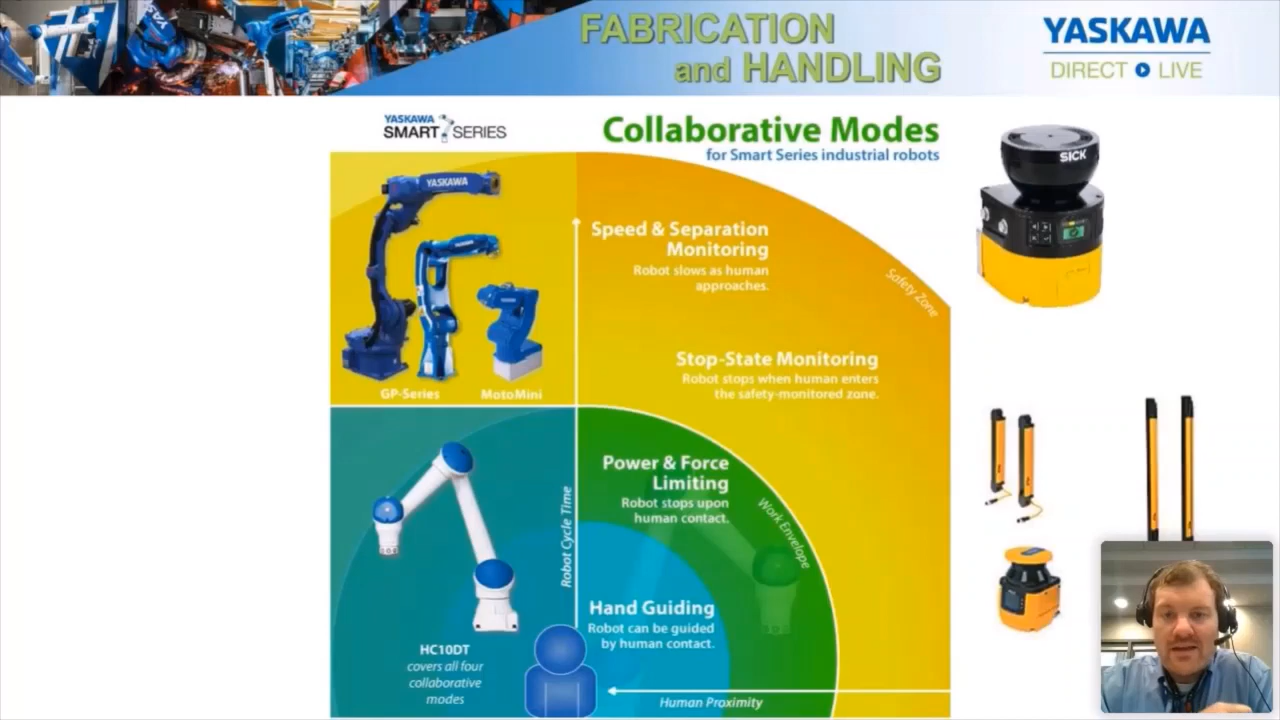 FABRICATION
and HANDLING
YASKAWA
DIRECT LIVE
YASKAWA
SMART SERIES
Collaborative Modes
for Smart Series industrial robots
SICK
YASKAWA
Speed & Separation
Monitoring
Robot slows as human
approaches.
Safety Zone
Stop-State Monitoring
Robot stops when human enters
the safety-monitored zone.
GP-Series
MotoMini
Power & Force
Limiting
Robot stops upon
human contact.
Work Envelope
Robot Cycle Time
Hand Guiding
Robot can be guided
by human contact.
HC10DT
covers all four
collaborative
modes
Human Proximity